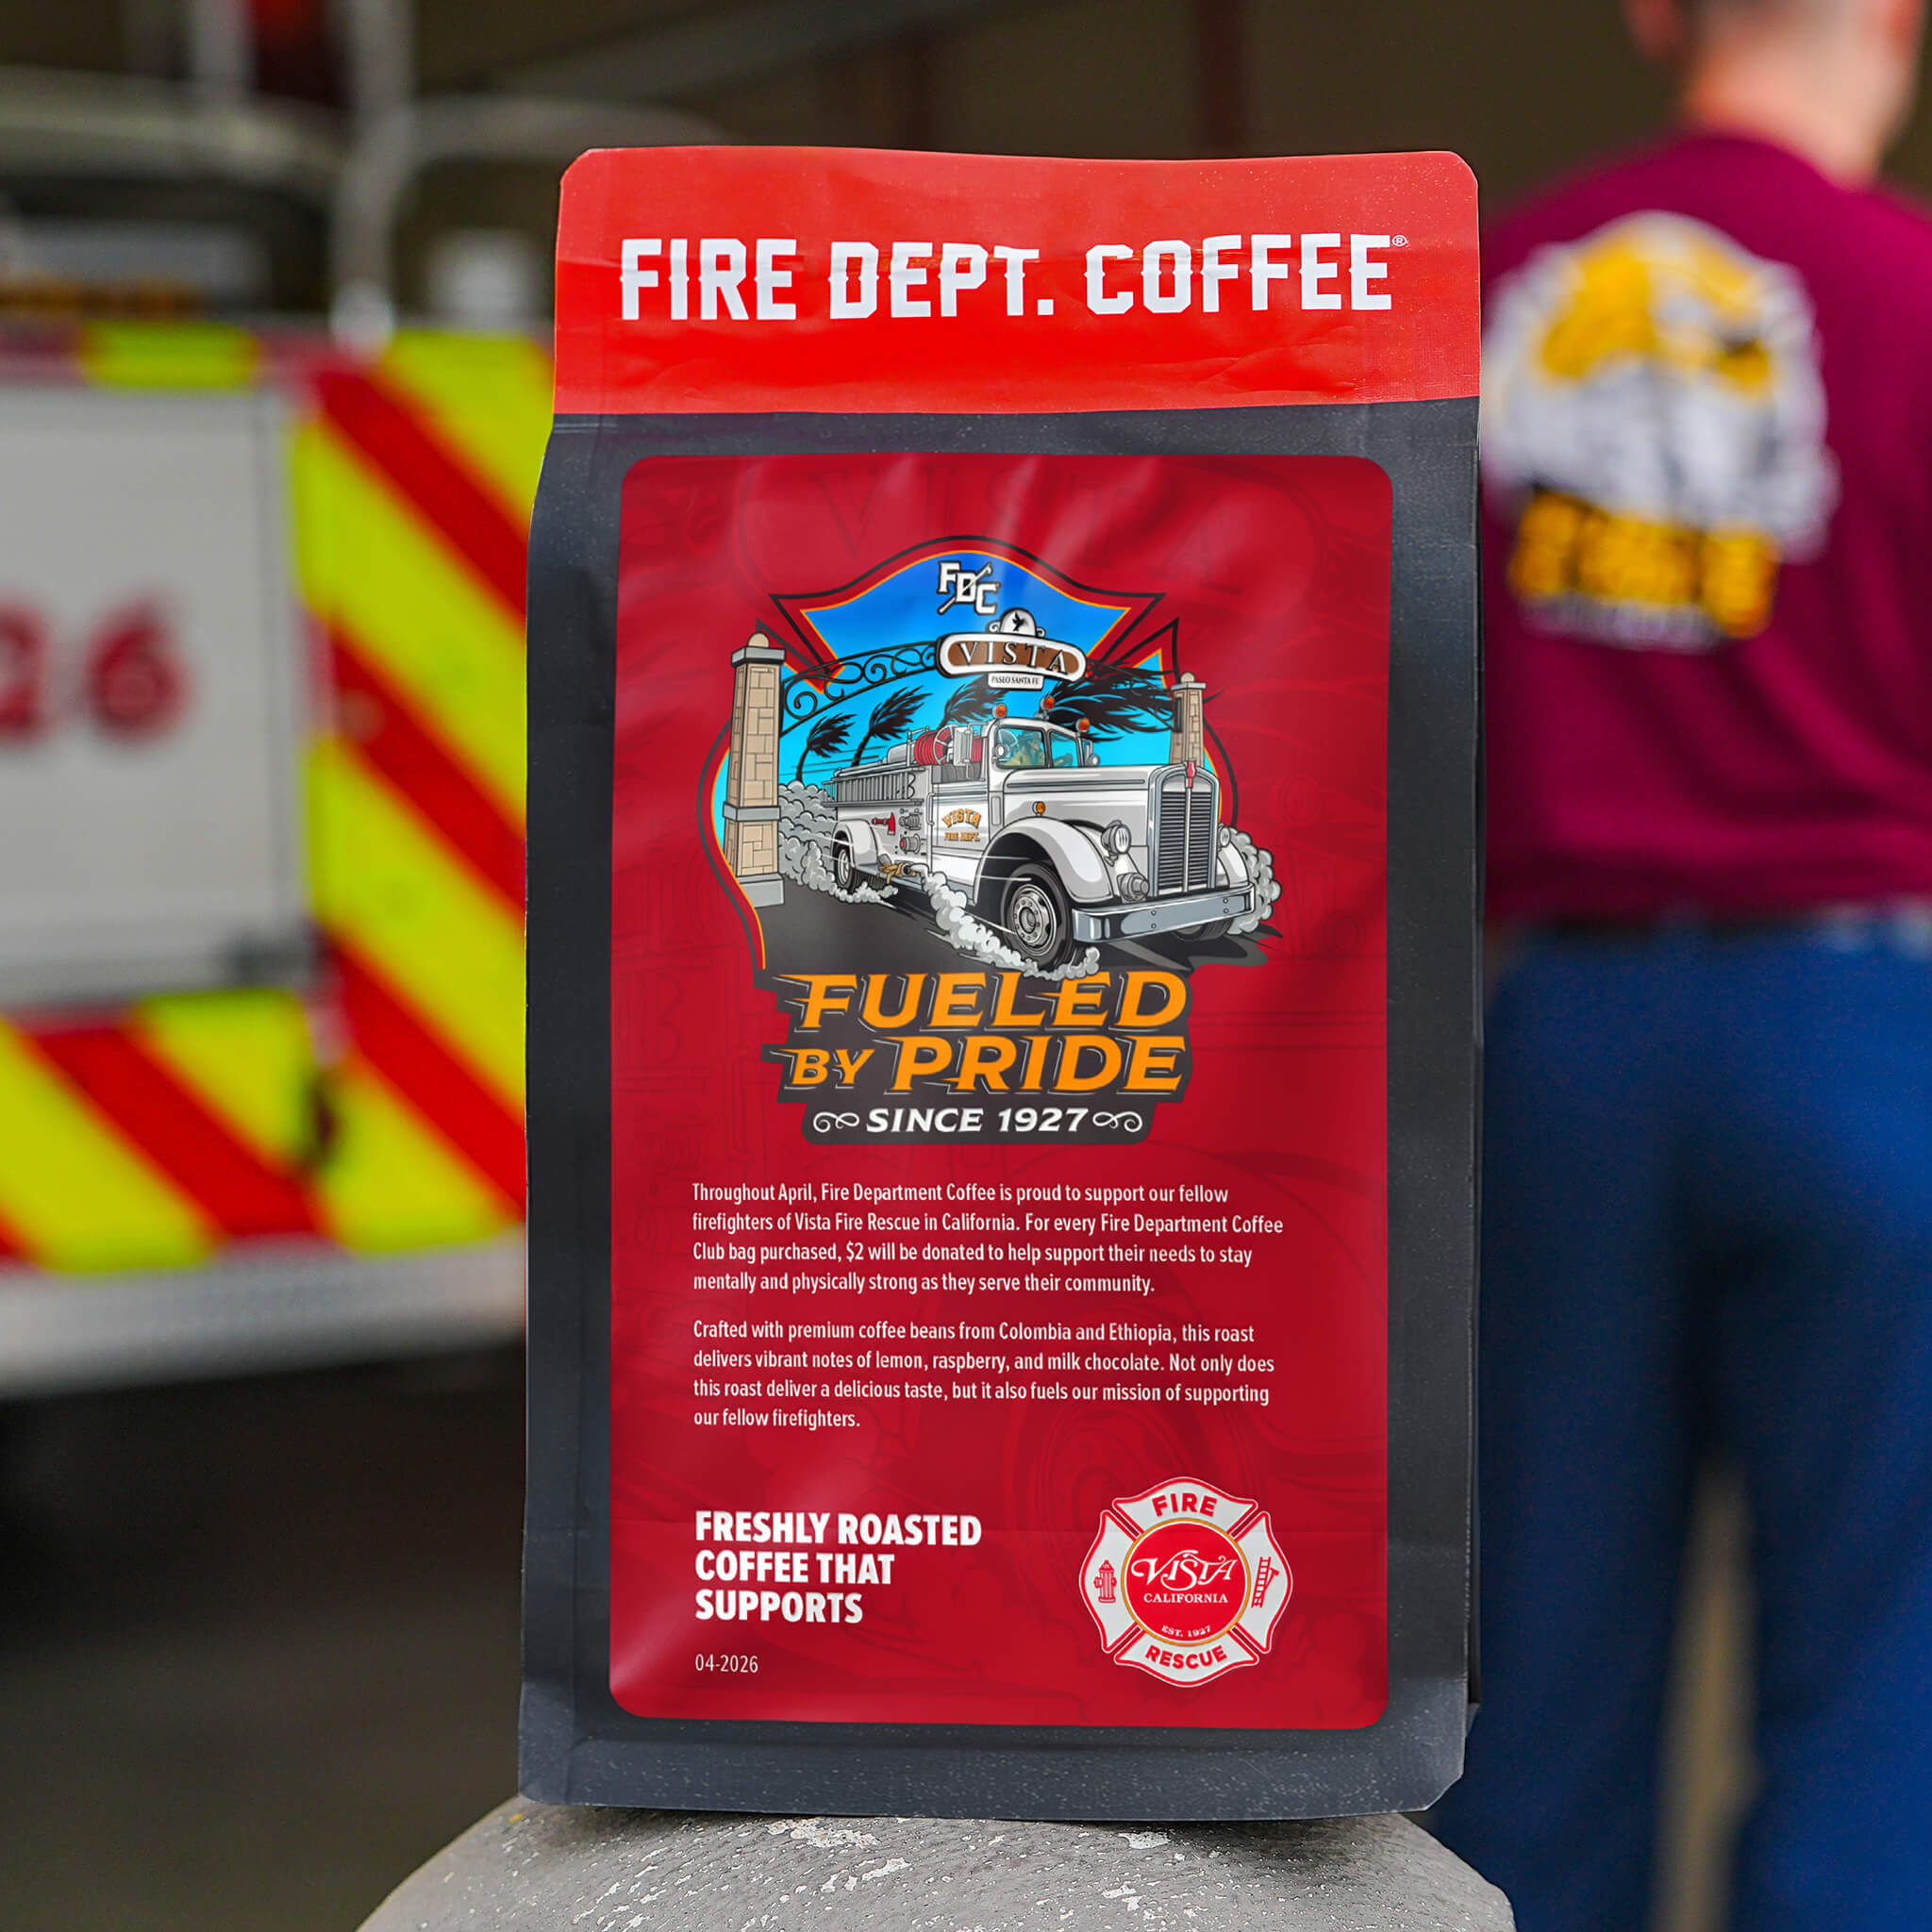 FIRE DEPT. COFFEE®
FDC
VISTA
PASEO SANTA FE
VISTA
FIRE DEPT.
FUELED
BY PRIDE
SINCE 1927
Throughout April, Fire Department Coffee is proud to support our fellow
firefighters of Vista Fire Rescue in California. For every Fire Department Coffee
Club bag purchased, $2 will be donated to help support their needs to stay
mentally and physically strong as they serve their community.
Crafted with premium coffee beans from Colombia and Ethiopia, this roast
delivers vibrant notes of lemon, raspberry, and milk chocolate. Not only does
this roast deliver a delicious taste, but it also fuels our mission of supporting
our fellow firefighters.
FRESHLY ROASTED
COFFEE THAT
SUPPORTS
04-2026
FIRE
VISTA
CALIFORNIA
EST. 1927
RESCUE
26
VISTA